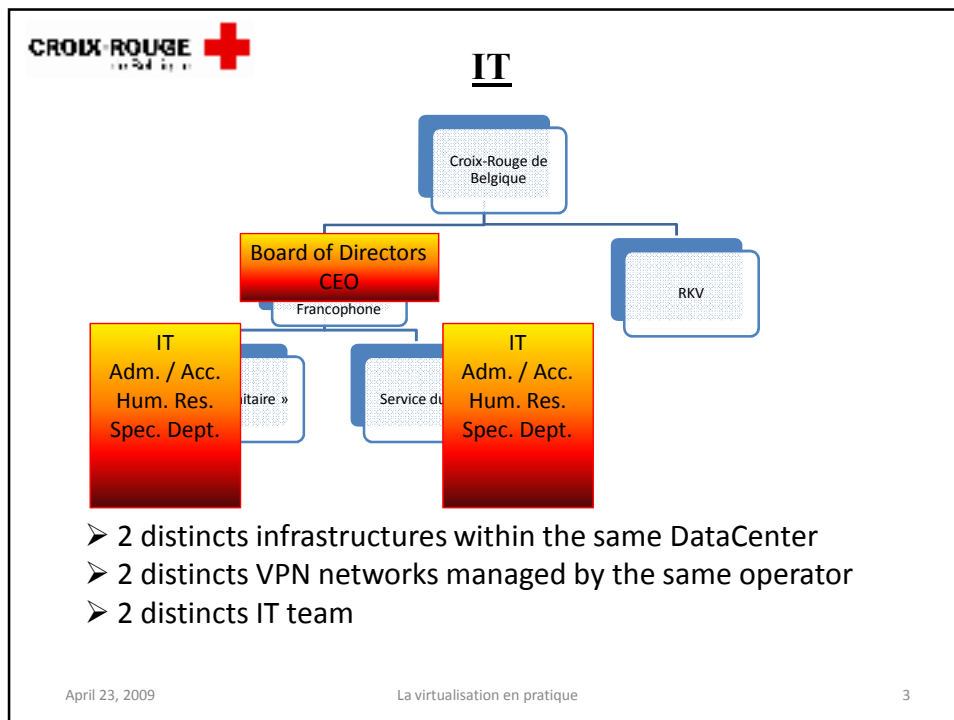 CROIX-ROUGE
IT
Croix-Rouge de
Belgique
Board of Directors
CEO
Francophone
RKV
IT
Adm. / Acc.
Hum. Res.
Spec. Dept.
itaire »
Service du
IT
Adm. / Acc.
Hum. Res.
Spec. Dept.
➢ 2 distincts infrastructures within the same DataCenter
➢ 2 distincts VPN networks managed by the same operator
➢ 2 distincts IT team
April 23, 2009
La virtualisation en pratique
3